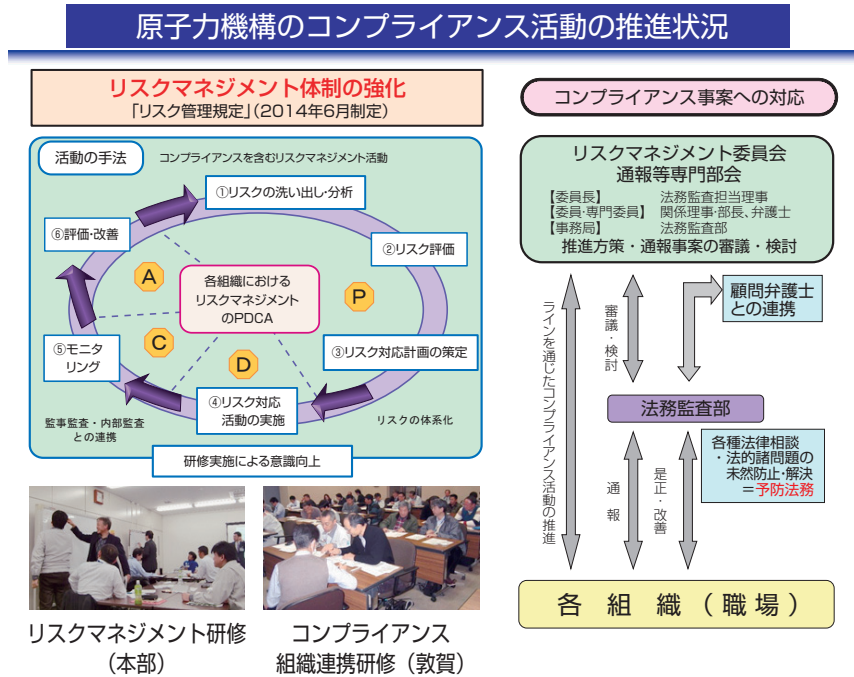 原子力機構のコンプライアンス活動の推進状況
リスクマネジメント体制の強化
「リスク管理規定」(2014年6月制定)
活動の手法
コンプライアンスを含むリスクマネジメント活動
①リスクの洗い出し・分析
②リスク評価
③リスク対応計画の策定
④リスク対応
活動の実施
⑤モニタ
リング
⑥評価・改善
各組織における
リスクマネジメント
のPDCA
A
P
C
D
監事監査・内部監査
との連携
リスクの体系化
研修実施による意識向上
リスクマネジメント研修
(本部)
コンプライアンス
組織連携研修(敦賀)
コンプライアンス事案への対応
リスクマネジメント委員会
通報等専門部会
【委員長】 法務監査担当理事
【委員・専門委員】 関係理事・部長、弁護士
【事務局】 法務監査部
推進方策・通報事案の審議・検討
ラインを通じたコンプライアンス活動の推進
審議・検討
顧問弁護士
との連携
法務監査部
通報
是正・改善
各種法律相談
・法的諸問題の
未然防止・解決
=予防法務
各組織(職場)